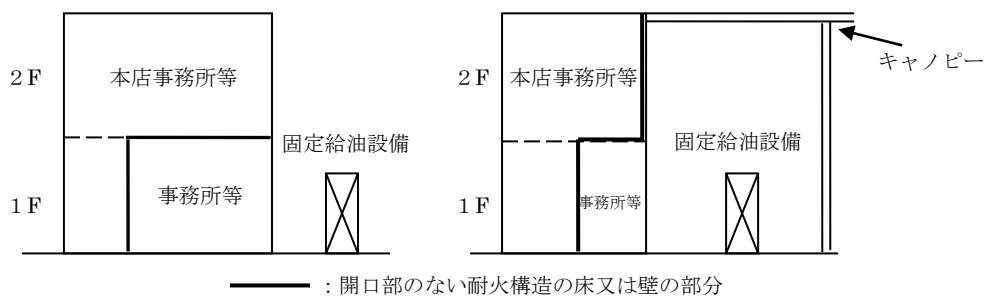 2F
本店事務所等
固定給油設備
1F
事務所等
2F
本店事務所等
キャノピー
固定給油設備
1F
事務所等
:開口部のない耐火構造の床又は壁の部分